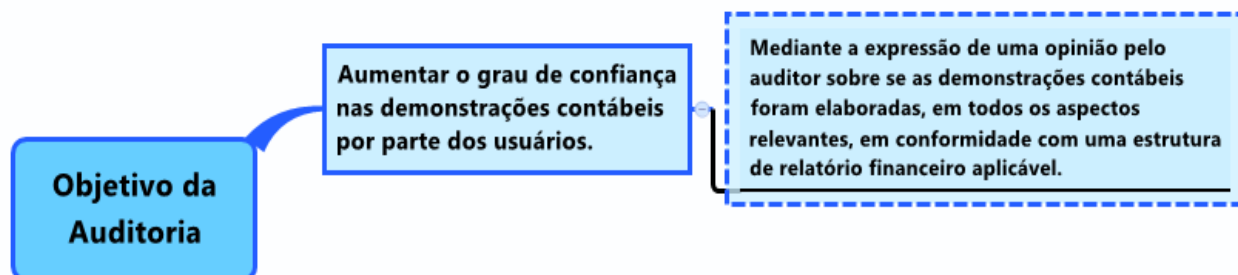 Objetivo da
Auditoria
Aumentar o grau de confiança
nas demonstrações contábeis
por parte dos usuários.
Mediante a expressão de uma opinião pelo
auditor sobre se as demonstrações contábeis
foram elaboradas, em todos os aspectos
relevantes, em conformidade com uma estrutura
de relatório financeiro aplicável.